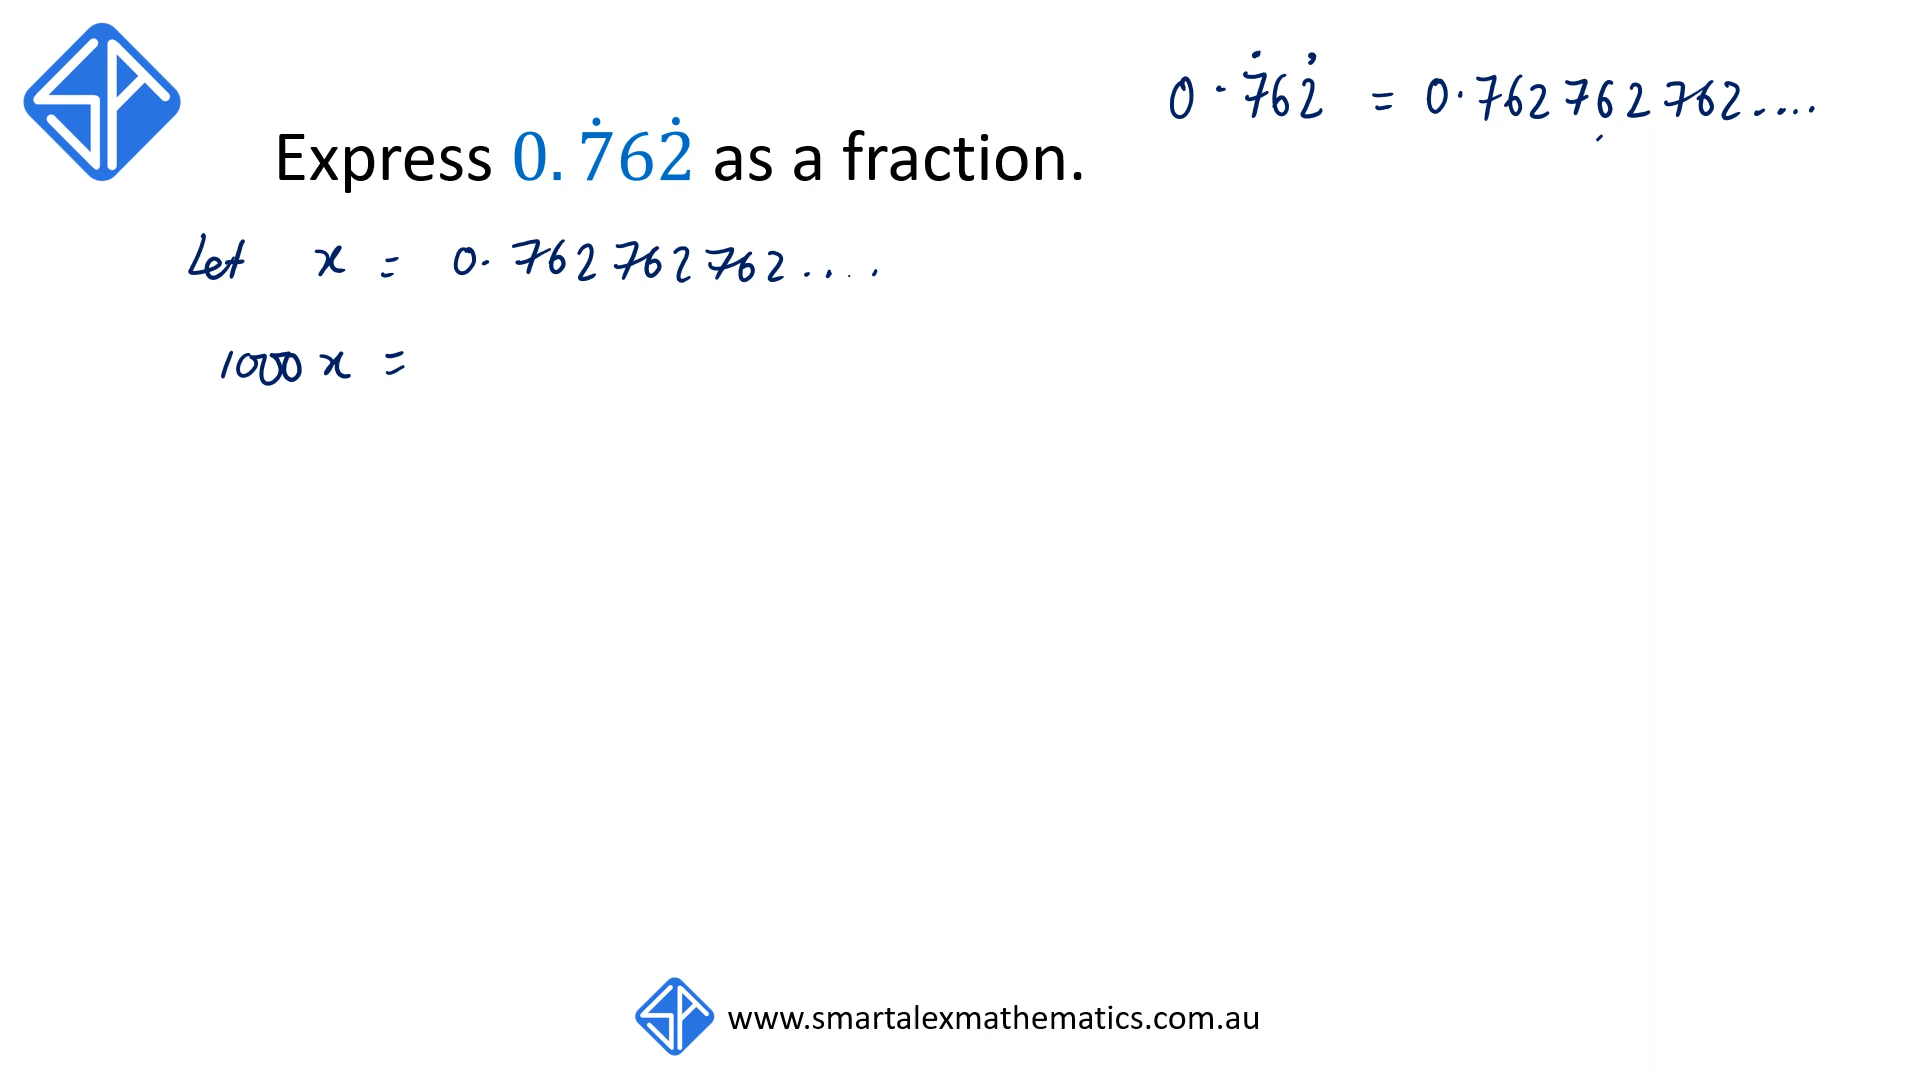 0.7̇62̇ = 0.762762762....
Express 0.7̇62̇ as a fraction.
Let x = 0.762762762....
1000x =
www.smartalexmathematics.com.au